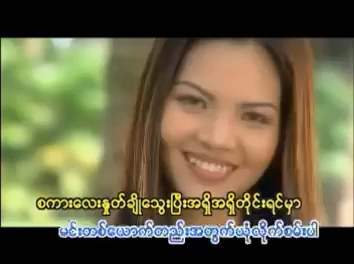 စကားလေးနှုတ်ချိုသွေးပြီးအရှိအရှိတိုင်းရင်မှာ
မင်းတစ်ယောက်တည်းအတွက်ယုံလိုက်စမ်းပါ